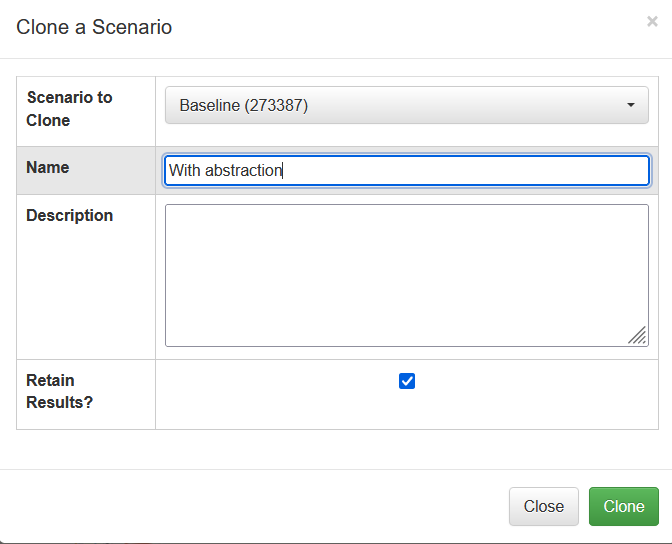 Clone a Scenario
×
Scenario to
Clone
Baseline (273387)
Name
With abstraction
Description
Retain
Results?
Close
Clone